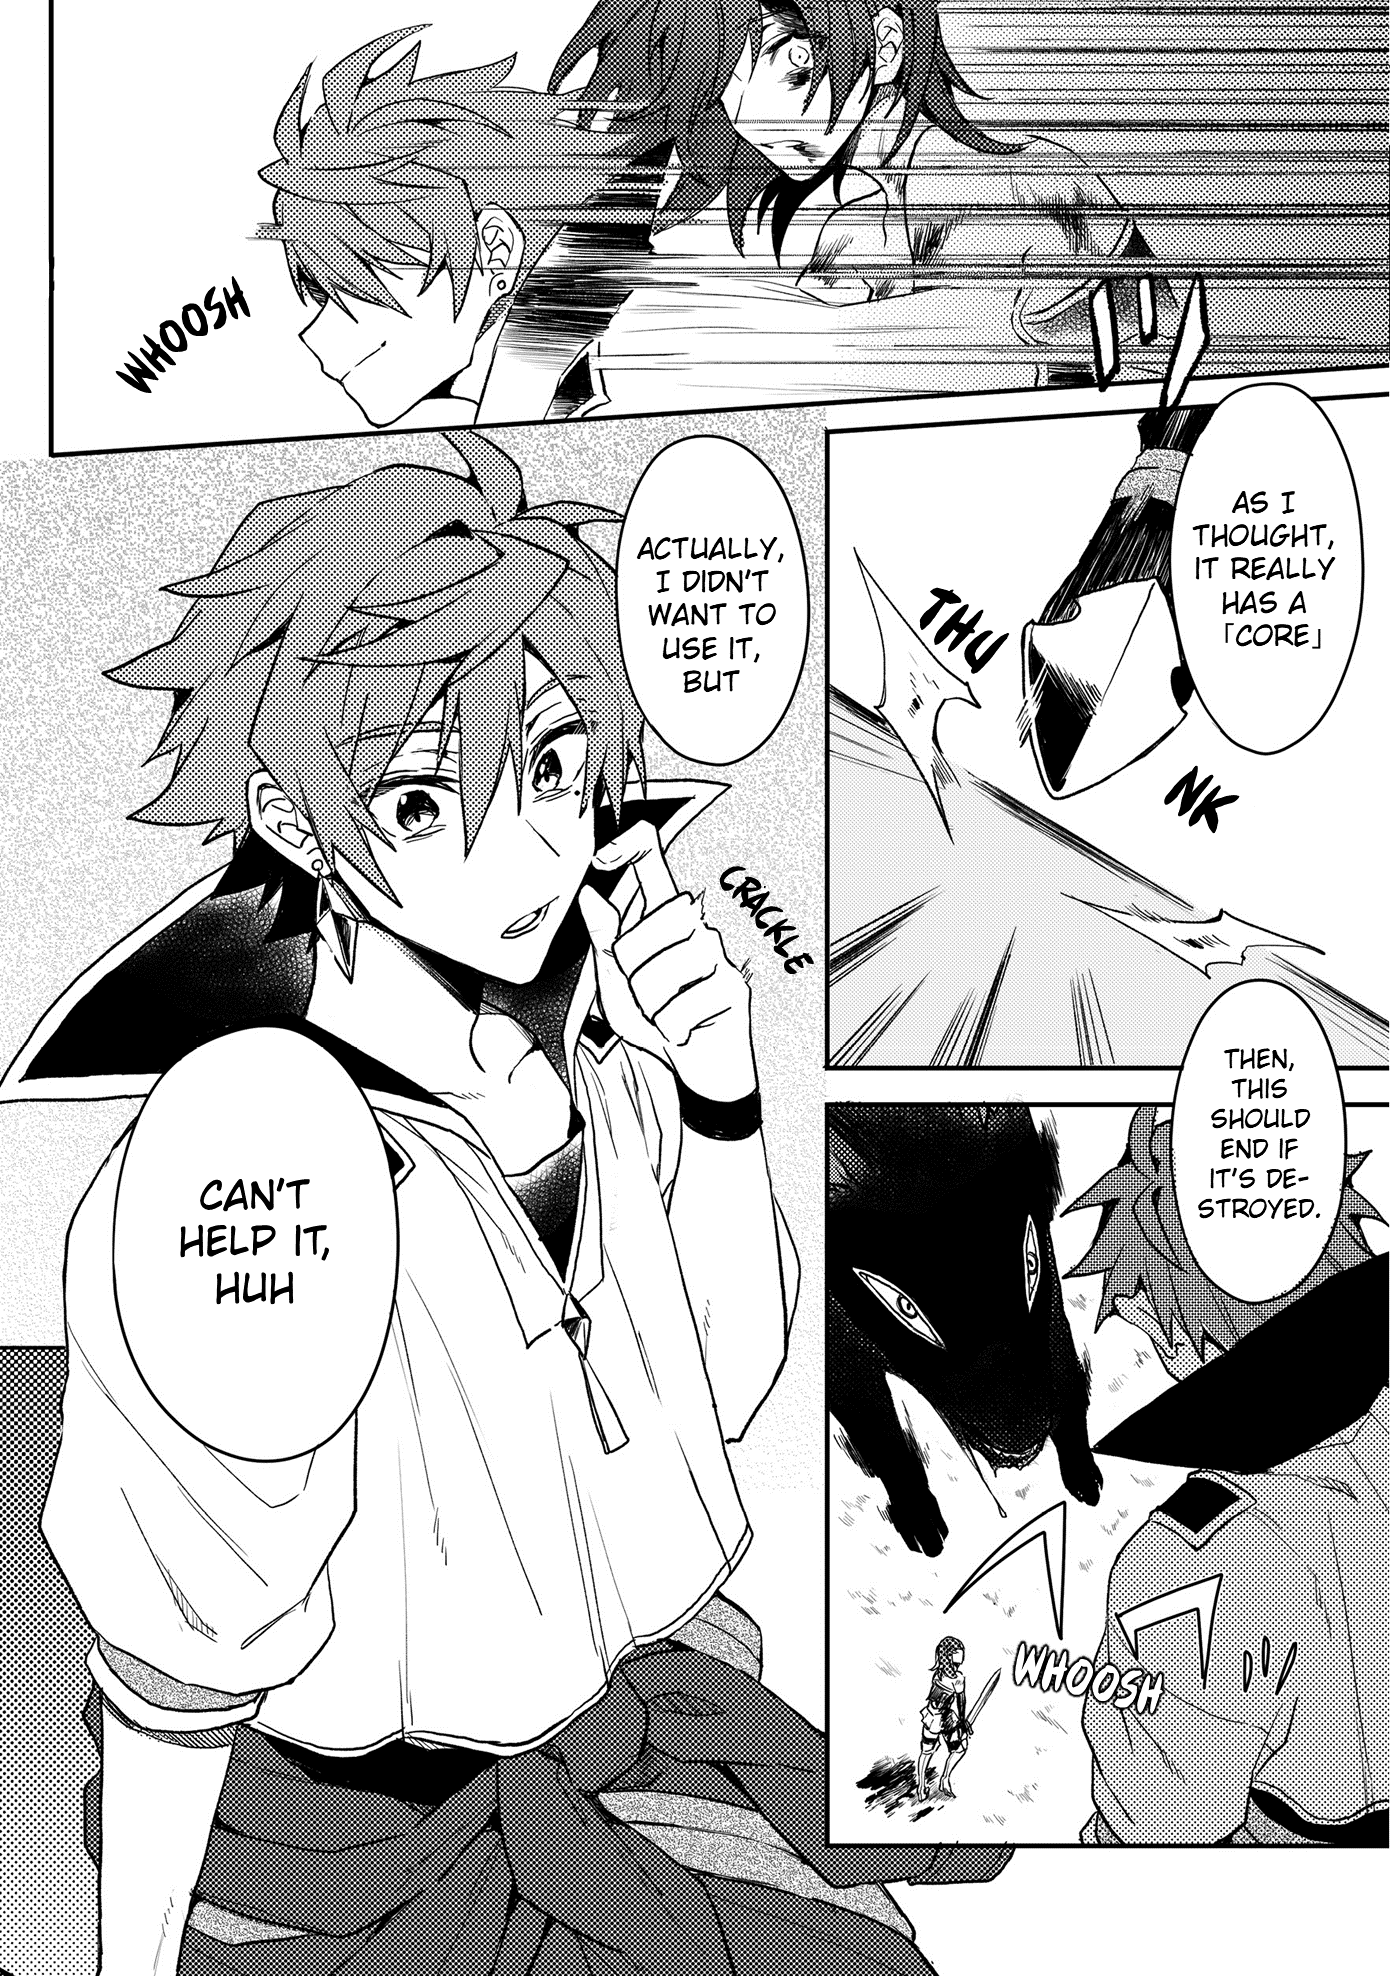 WHOOSH
AS I
THOUGHT,
IT REALLY
HAS A
「CORE」
THU
NK
THEN,
THIS
SHOULD
END IF
IT'S DE-
STROYED.
WHOOSH
ACTUALLY,
I DIDN'T
WANT TO
USE IT,
BUT
CRACKLE
CAN'T
HELP IT,
HUH